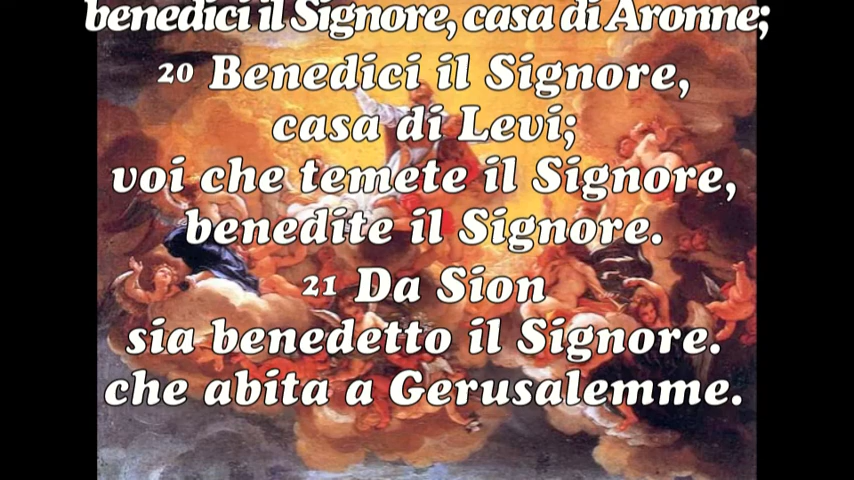 benedici il Signore, casa di Aronne;
20 Benedici il Signore,
casa di Levi;
voi che temete il Signore,
benedite il Signore.
21 Da Sion
sia benedetto il Signore.
che abita a Gerusalemme.